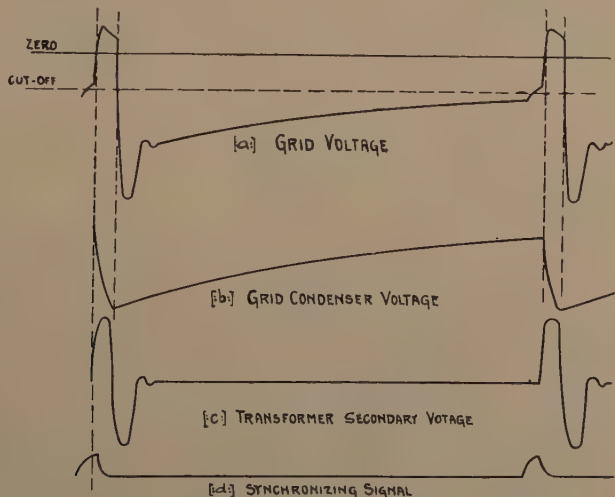 ZERO
CUT-OFF
[a:] GRID VOLTAGE
[b:] GRID CONDENSER VOLTAGE
[c:] TRANSFORMER SECONDARY VOTAGE
[d:] SYNCHRONIZING SIGNAL